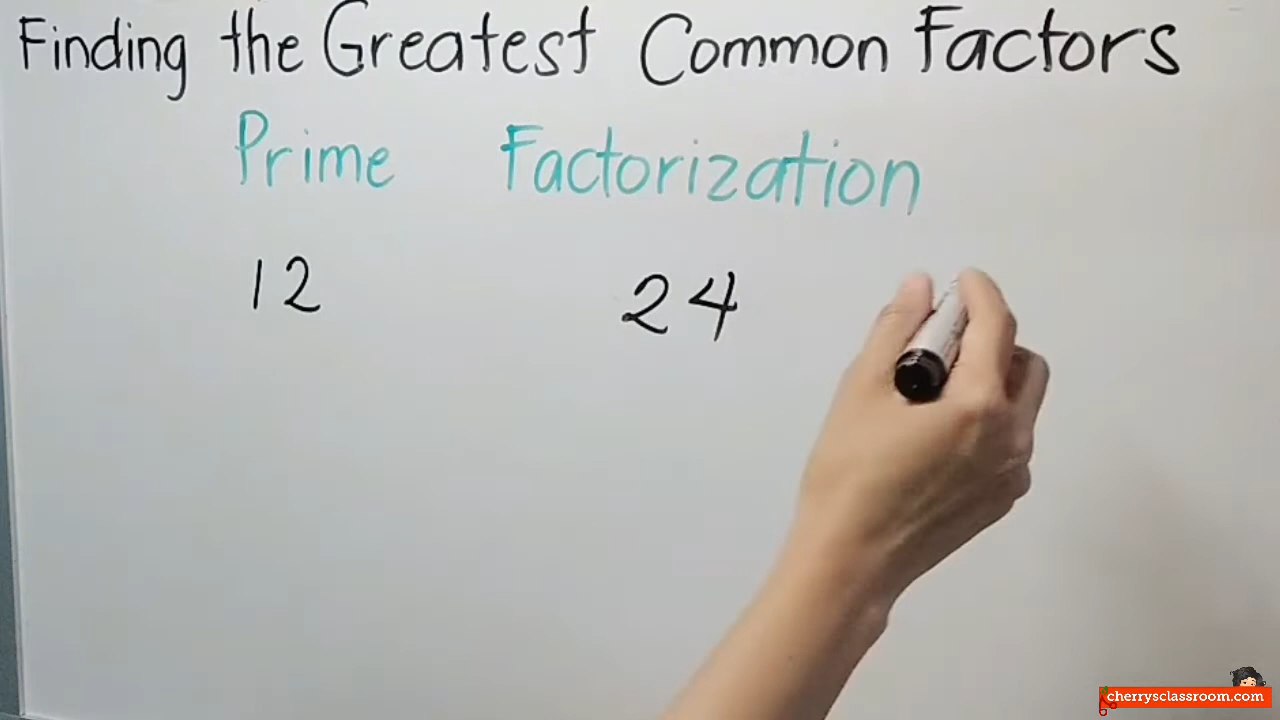 Finding the Greatest Common Factors
Prime Factorization
12 24
cherrysclassroom.com